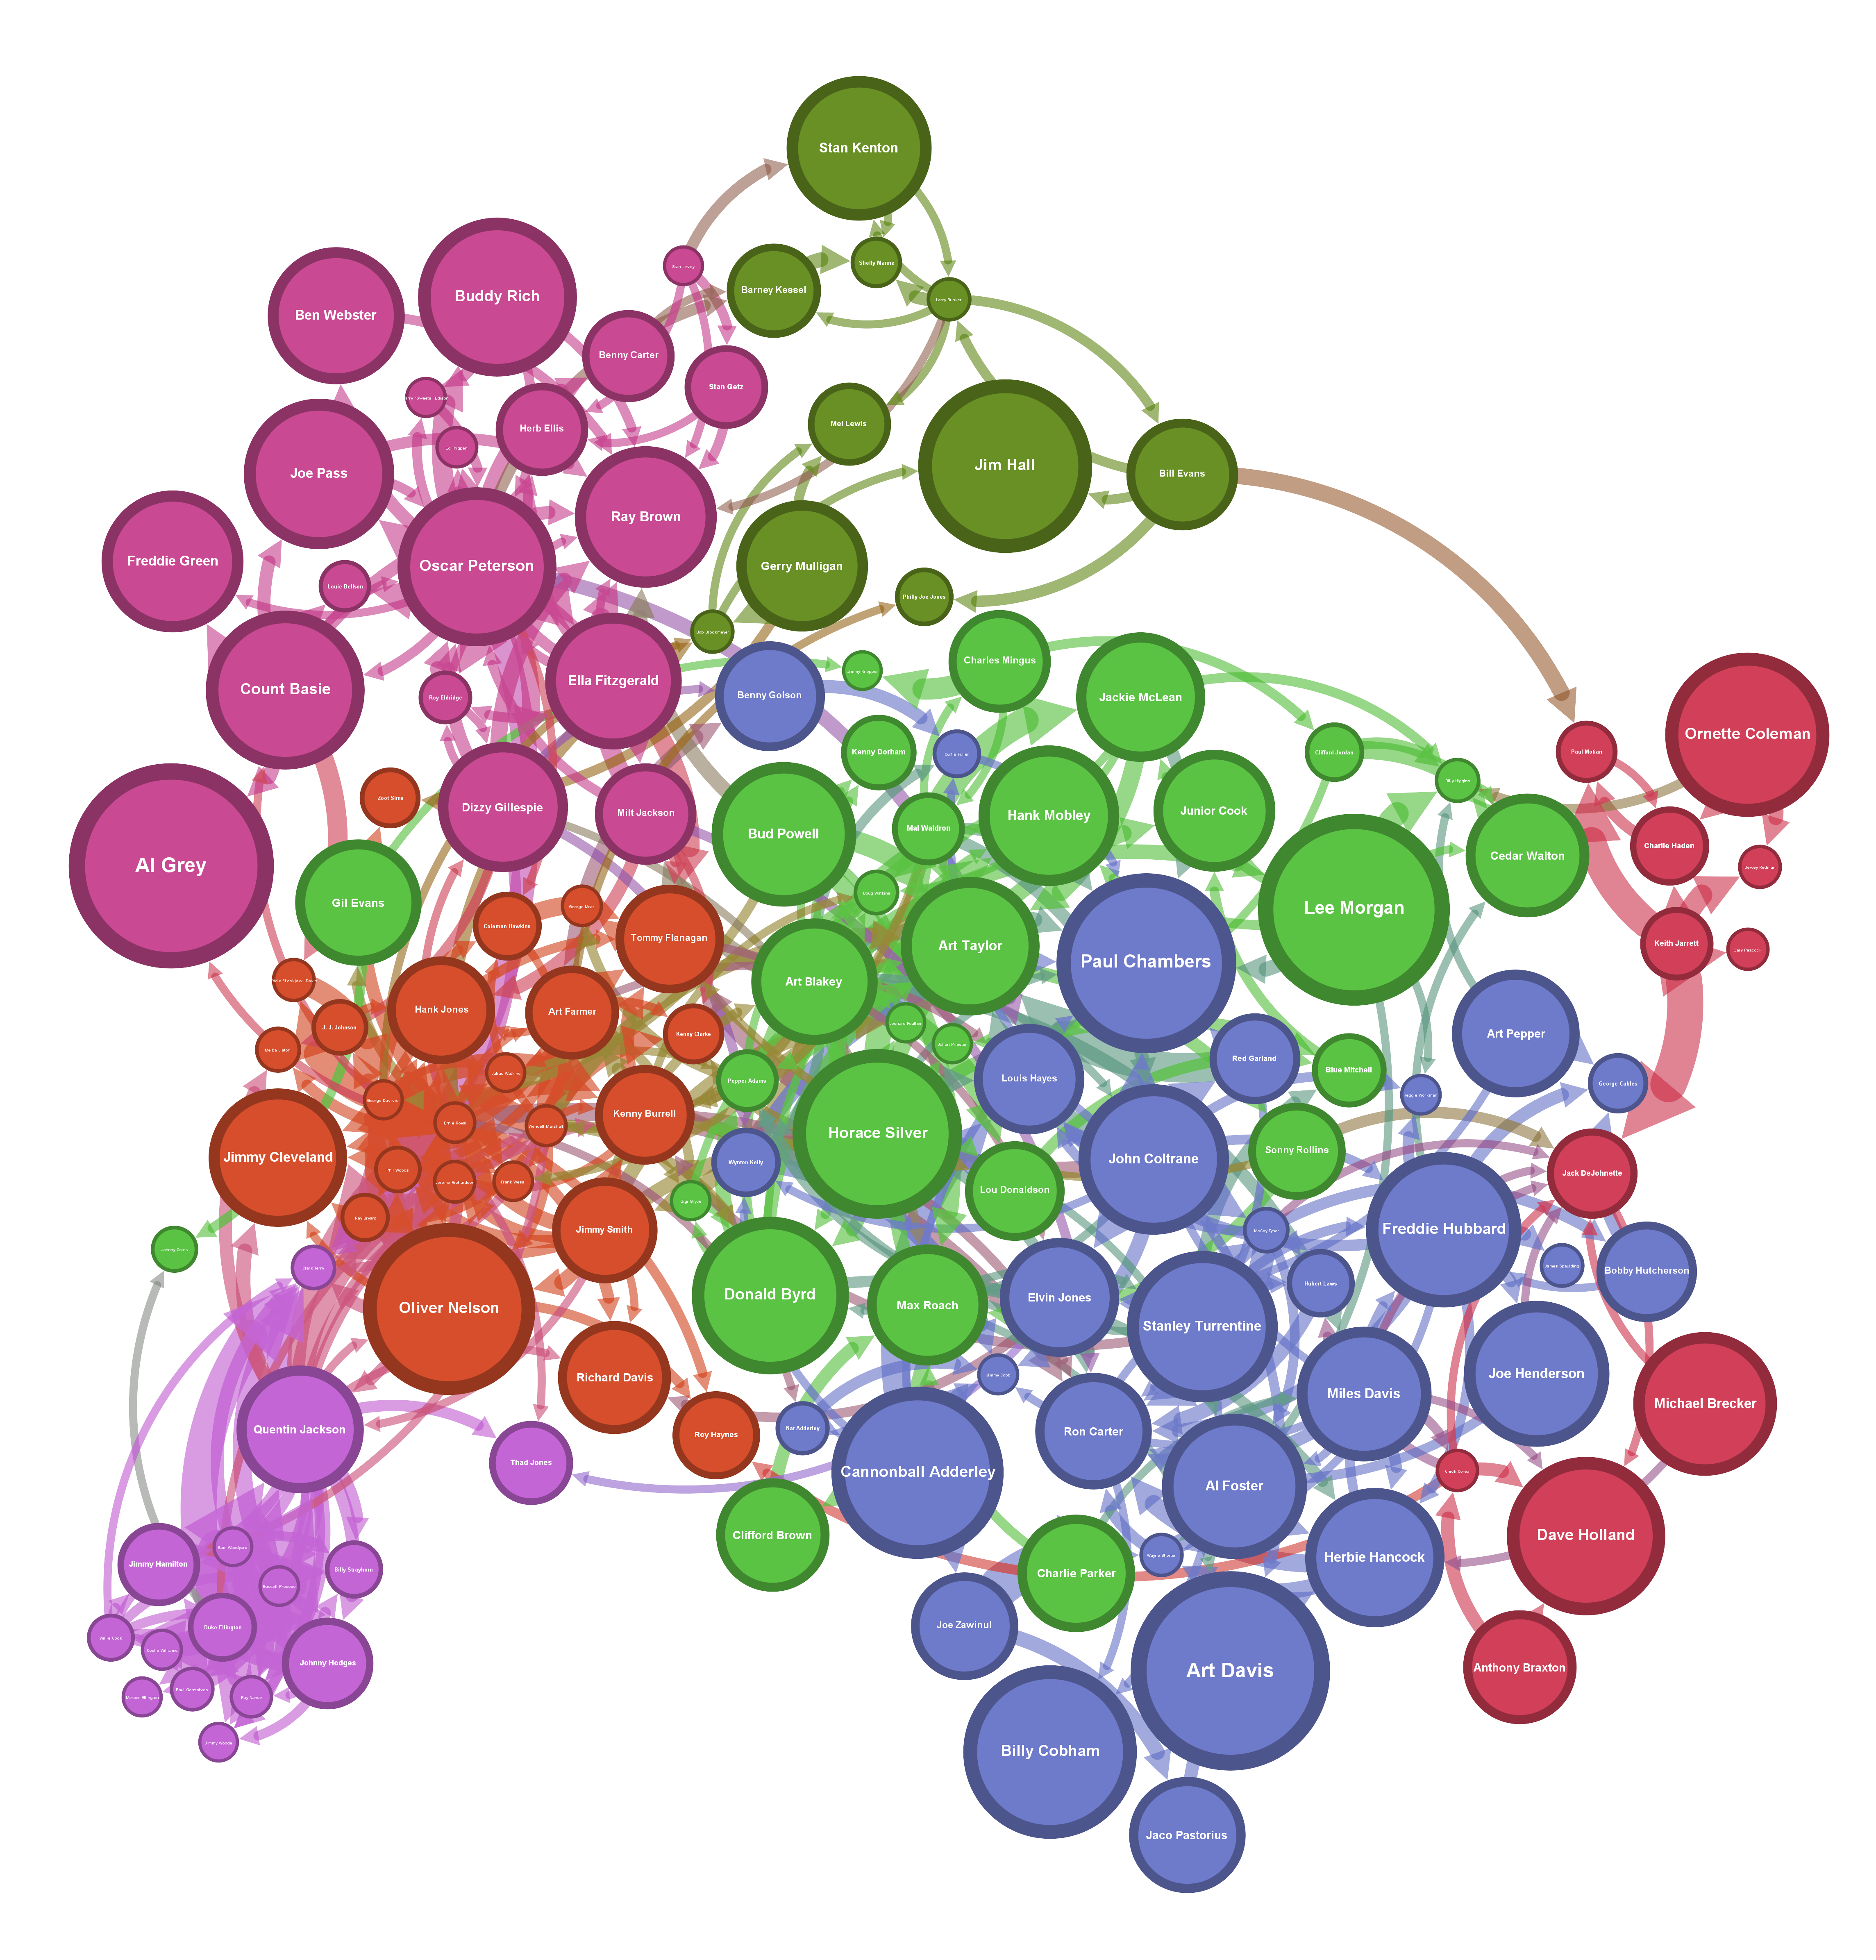 Stan Kenton
Shelly Manne
Stan Levey
Barney Kessel
Buddy Rich
Larry Bunker
Ben Webster
Benny Carter
Stan Getz
Harry "Sweets" Edison
Mel Lewis
Herb Ellis
Ed Thigpen
Jim Hall
Joe Pass
Bill Evans
Ray Brown
Freddie Green
Oscar Peterson
Gerry Mulligan
Louie Bellson
Philly Joe Jones
Bob Brookmeyer
Charles Mingus
Jimmy Knepper
Ella Fitzgerald
Count Basie
Benny Golson
Roy Eldridge
Jackie McLean
Ornette Coleman
Kenny Dorham
Curtis Fuller
Clifford Jordan
Paul Motian
Billy Higgins
Zoot Sims
Dizzy Gillespie
Milt Jackson
Junior Cook
Hank Mobley
Mal Waldron
Bud Powell
Charlie Haden
Cedar Walton
Al Grey
Dewey Redman
Doug Watkins
Gil Evans
George Mraz
Lee Morgan
Coleman Hawkins
Tommy Flanagan
Art Taylor
Keith Jarrett
Gary Peacock
Paul Chambers
Art Blakey
J. J. Johnson
Hank Jones
Art Farmer
Leonard Feather
Kenny Clarke
Art Pepper
Julian Priester
Melba Liston
Red Garland
Blue Mitchell
Julius Watkins
Louis Hayes
Pepper Adams
George Cables
Reggie Workman
George Duvivier
Kenny Burrell
Ernie Royal
Wendell Marshall
Horace Silver
Sonny Rollins
Jimmy Cleveland
John Coltrane
Wynton Kelly
Phil Woods
Jack DeJohnette
Jerome Richardson
Frank Wess
Lou Donaldson
Gigi Gryce
Ray Bryant
Jimmy Smith
McCoy Tyner
Freddie Hubbard
Johnny Coles
Clark Terry
James Spaulding
Bobby Hutcherson
Hubert Laws
Donald Byrd
Elvin Jones
Max Roach
Oliver Nelson
Stanley Turrentine
Richard Davis
Jimmy Cobb
Joe Henderson
Miles Davis
Michael Brecker
Nat Adderley
Quentin Jackson
Ron Carter
Roy Haynes
Thad Jones
Chick Corea
Cannonball Adderley
Al Foster
Clifford Brown
Dave Holland
Sam Woodyard
Wayne Shorter
Herbie Hancock
Jimmy Hamilton
Billy Strayhorn
Charlie Parker
Russell Procope
Joe Zawinul
Duke Ellington
Willie Cook
Cootie Williams
Johnny Hodges
Anthony Braxton
Art Davis
Paul Gonsalves
Mercer Ellington
Ray Nance
Jimmy Woode
Billy Cobham
Jaco Pastorius